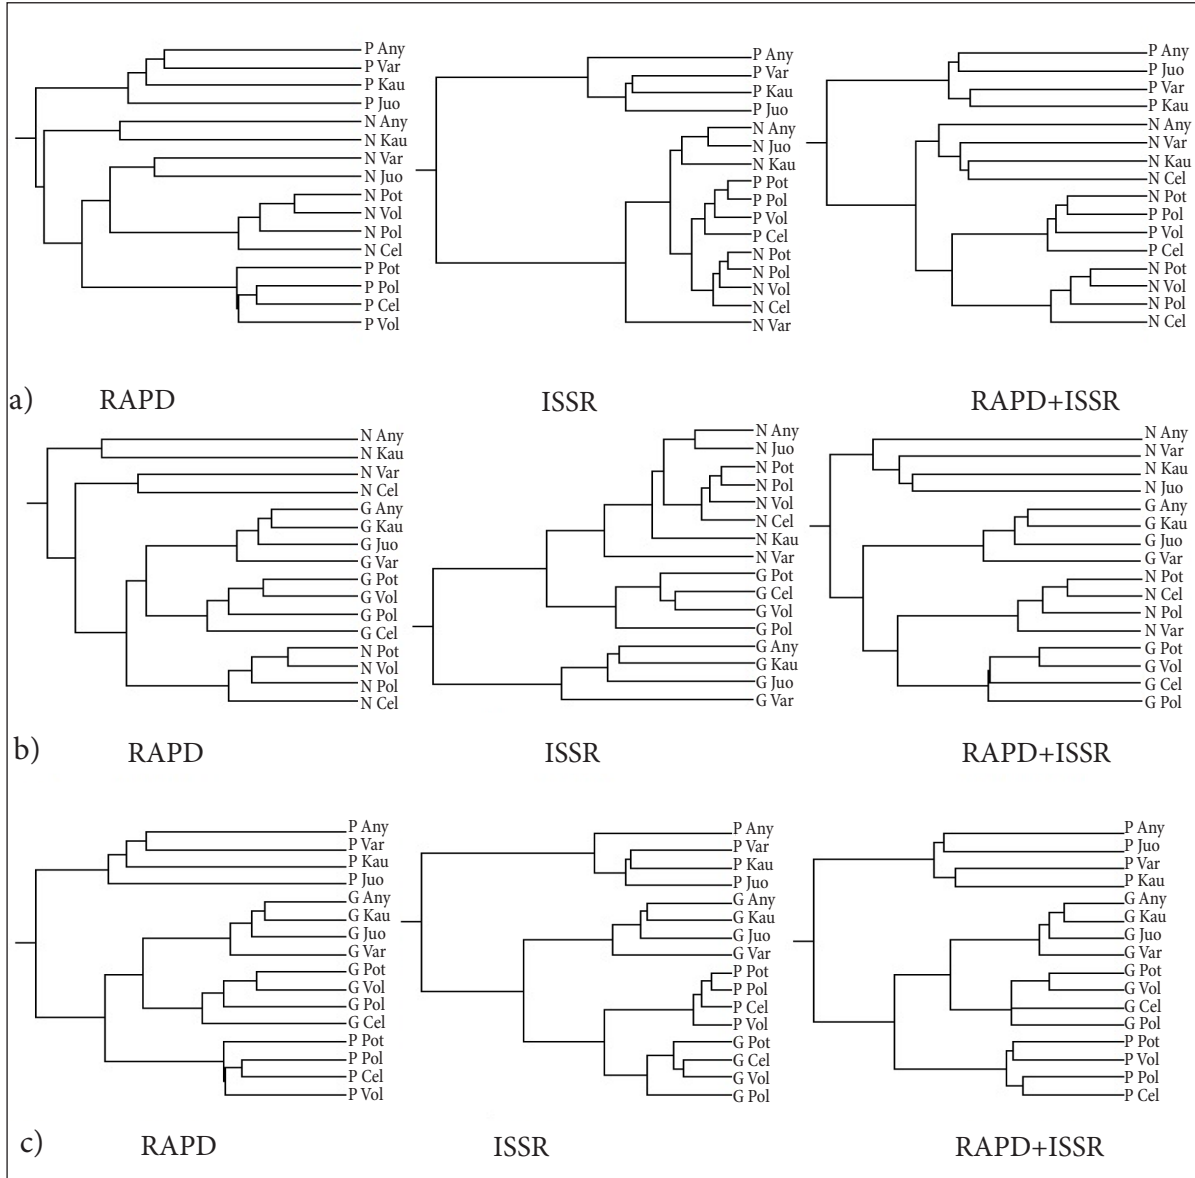 P Any
P Var
P Kau
P Juo
N Any
N Kau
N Var
N Juo
N Pot
N Vol
N Pol
N Cel
P Pot
P Pol
P Cel
P Vol
P Any
P Var
P Kau
P Juo
N Any
N Juo
N Kau
P Pot
P Pol
P Vol
P Cel
N Pot
N Pol
N Vol
N Cel
N Var
P Any
P Juo
P Var
P Kau
N Any
N Var
N Kau
N Cel
N Pot
P Pol
P Vol
P Cel
N Pot
N Vol
N Pol
N Cel
a) RAPD ISSR RAPD+ISSR
N Any
N Kau
N Var
N Cel
G Any
G Kau
G Juo
G Var
G Pot
G Vol
G Pol
G Cel
N Pot
N Vol
N Pol
N Cel
N Any
N Juo
N Pot
N Pol
N Vol
N Cel
N Kau
N Var
G Pot
G Cel
G Vol
G Pol
G Any
G Kau
G Juo
G Var
N Any
N Var
N Kau
N Juo
G Any
G Kau
G Juo
G Var
N Pot
N Cel
N Pol
N Var
G Pot
G Vol
G Cel
G Pol
b) RAPD ISSR RAPD+ISSR
P Any
P Var
P Kau
P Juo
G Any
G Kau
G Juo
G Var
G Pot
G Vol
G Pol
G Cel
P Pot
P Pol
P Cel
P Vol
P Any
P Var
P Kau
P Juo
G Any
G Kau
G Juo
G Var
P Pot
P Pol
P Cel
P Vol
G Pot
G Cel
G Vol
G Pol
P Any
P Juo
P Var
P Kau
G Any
G Kau
G Juo
G Var
G Pot
G Vol
G Cel
G Pol
P Pot
P Vol
P Pol
P Cel
c) RAPD ISSR RAPD+ISSR